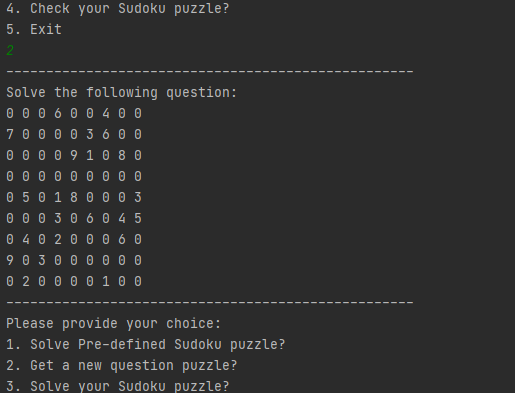 4. Check your Sudoku puzzle?
5. Exit
2
---------------------------------------------------
Solve the following question:
0 0 0 6 0 0 4 0 0
7 0 0 0 0 3 6 0 0
0 0 0 0 9 1 0 8 0
0 0 0 0 0 0 0 0 0
0 5 0 1 8 0 0 0 3
0 0 0 3 0 6 0 4 5
0 4 0 2 0 0 0 6 0
9 0 3 0 0 0 0 0 0
0 2 0 0 0 0 1 0 0
---------------------------------------------------
Please provide your choice:
1. Solve Pre-defined Sudoku puzzle?
2. Get a new question puzzle?
3. Solve your Sudoku puzzle?